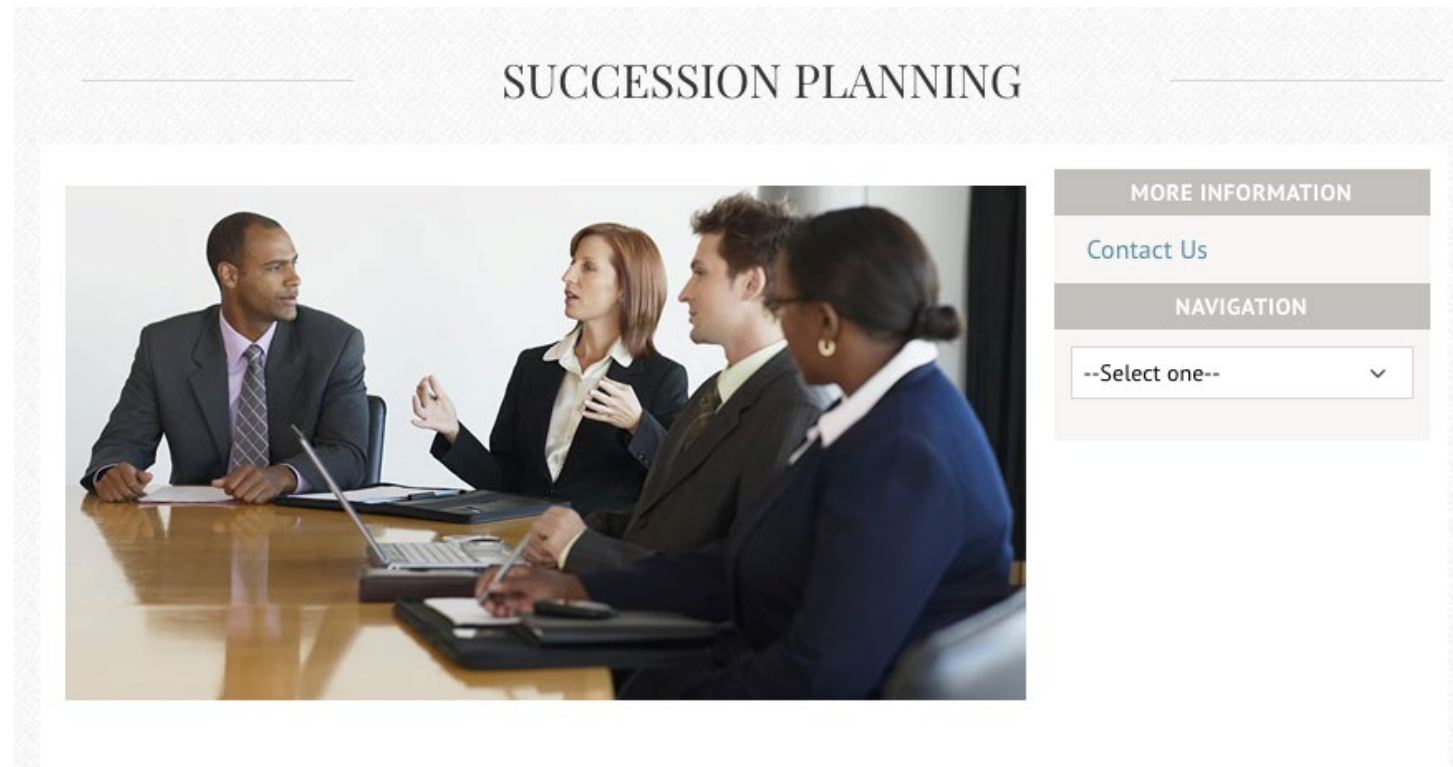 SUCCESSION PLANNING
MORE INFORMATION
Contact Us
NAVIGATION
--Select one--